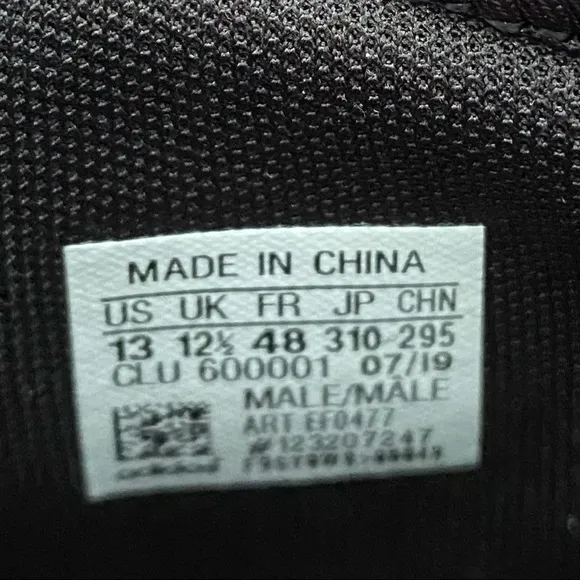 MADE IN CHINA
US UK FR JP CHN
13 12½ 48 310 295
CLU 600001 07/19
MALE/MALE
ART EF0477
#123207247